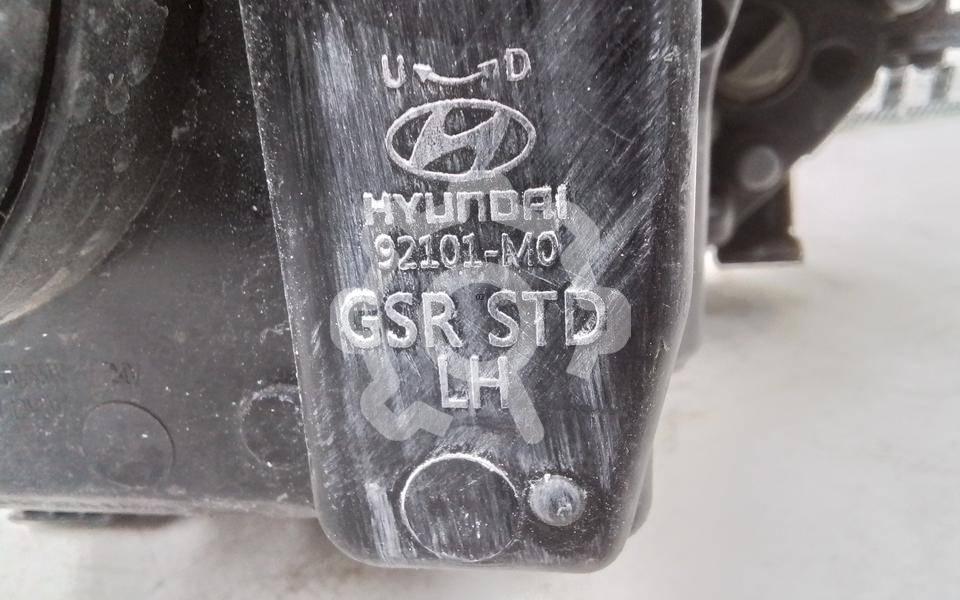 U D
HYUNDAI
92101-M0
GSR STD
LH